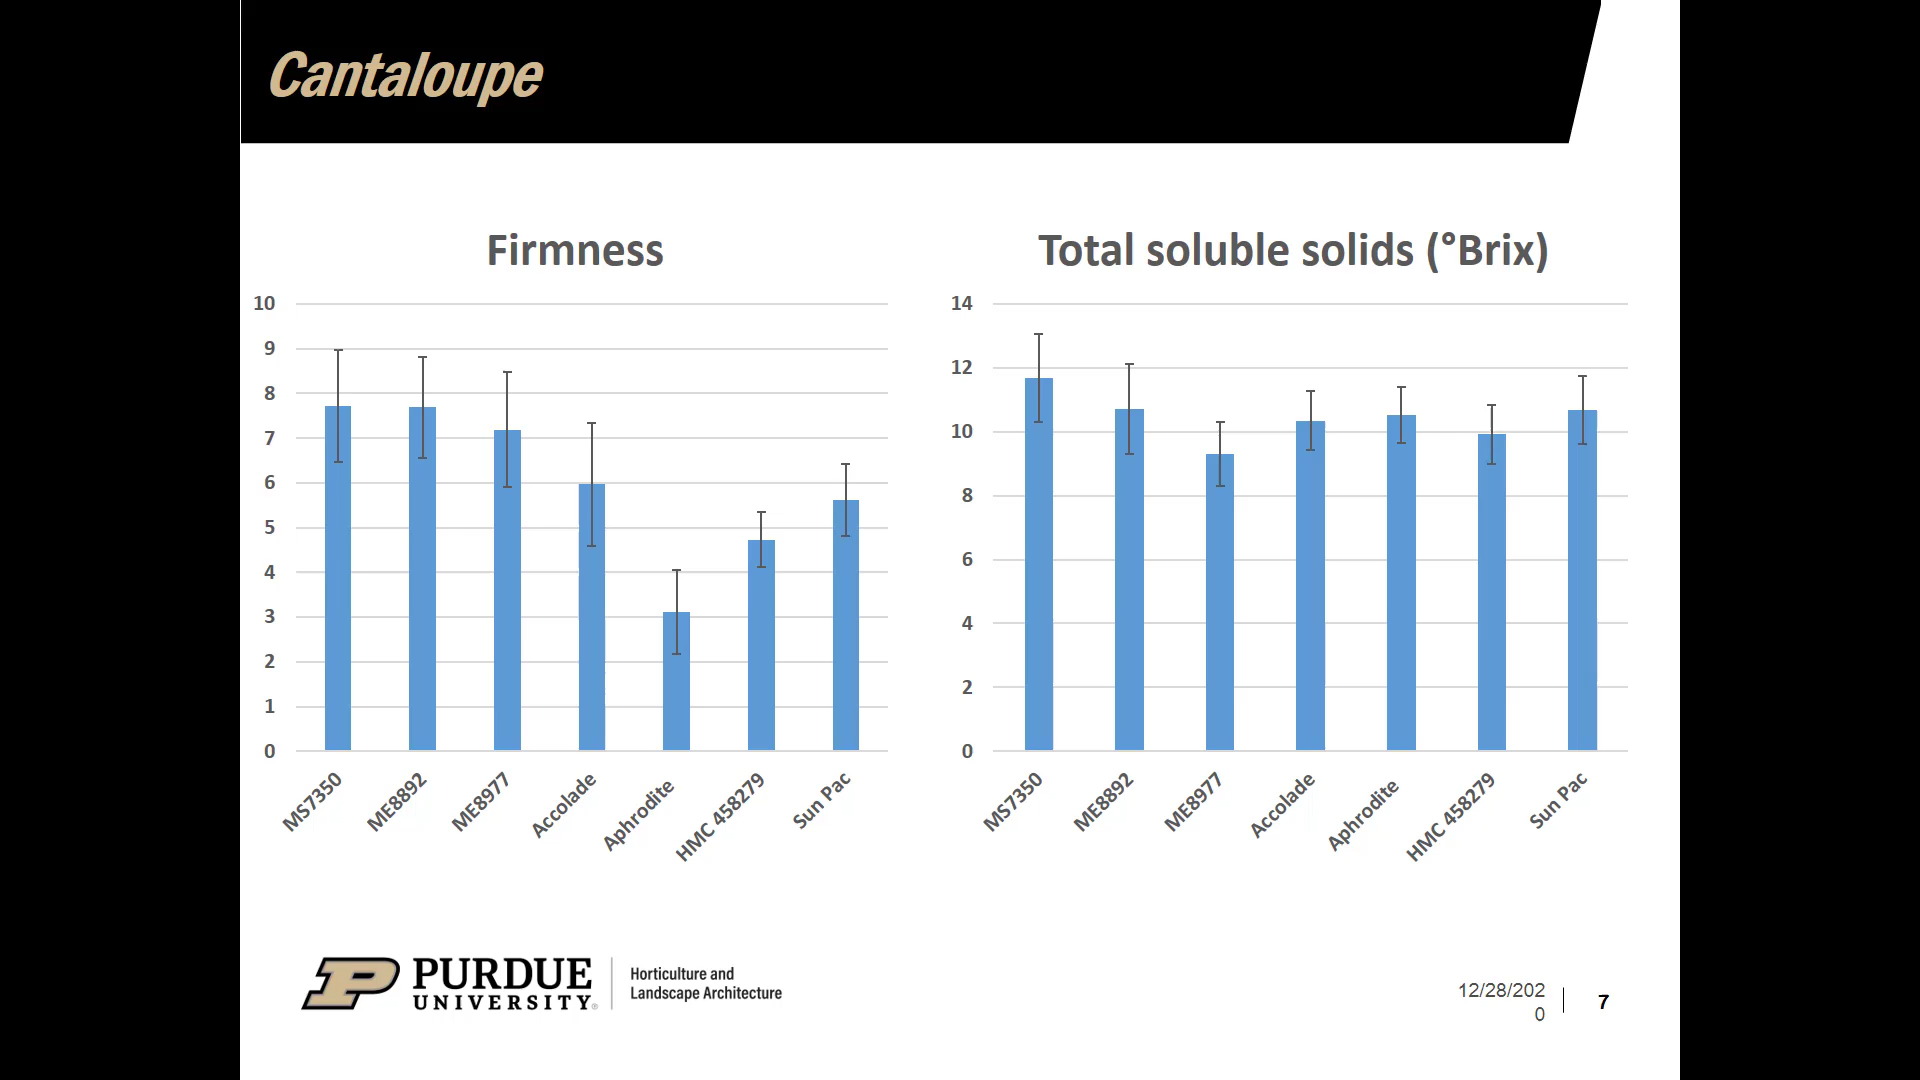 Cantaloupe
Firmness
10
9
8
7
6
5
4
3
2
1
0
MS7350
ME8892
ME8977
Accolade
Aphrodite
HMC 458279
Sun Pac
Total soluble solids (°Brix)
14
12
10
8
6
4
2
0
MS7350
ME8892
ME8977
Accolade
Aphrodite
HMC 458279
Sun Pac
P
PURDUE
UNIVERSITY®
Horticulture and
Landscape Architecture
12/28/202
0
7